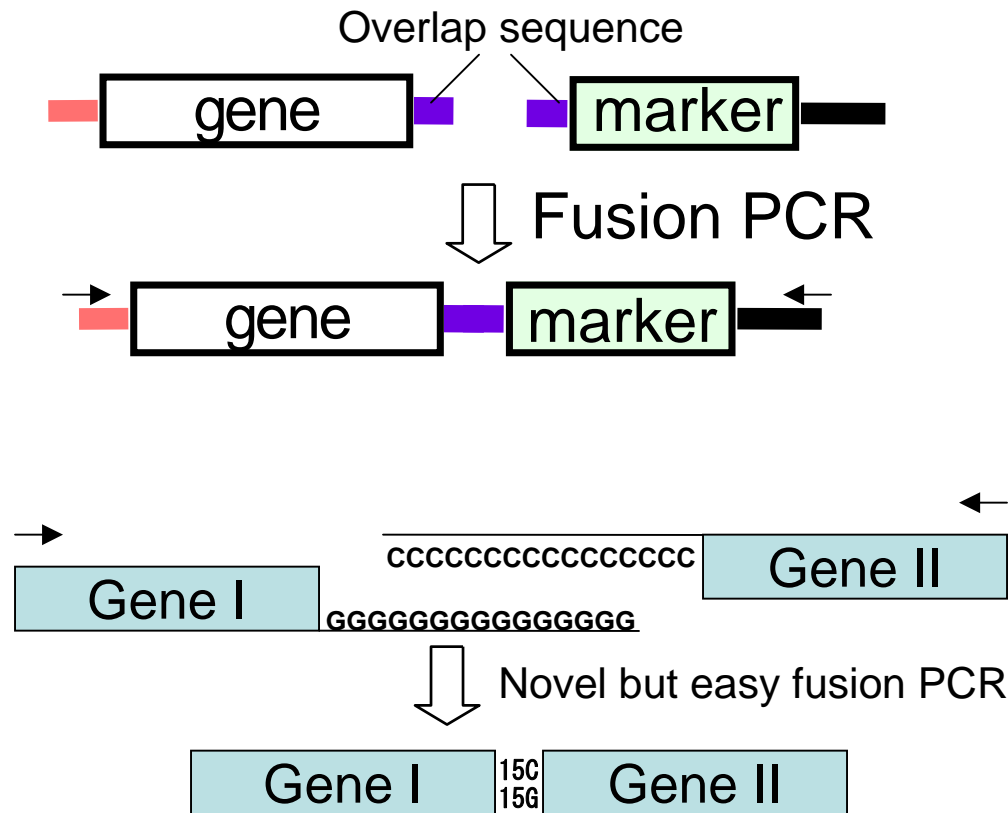 Overlap sequence
gene
marker
Fusion PCR
gene
marker
CCCCCCCCCCCCCCCC
Gene II
Gene I
GGGGGGGGGGGGGGG
Novel but easy fusion PCR
Gene I
15C
15G
Gene II